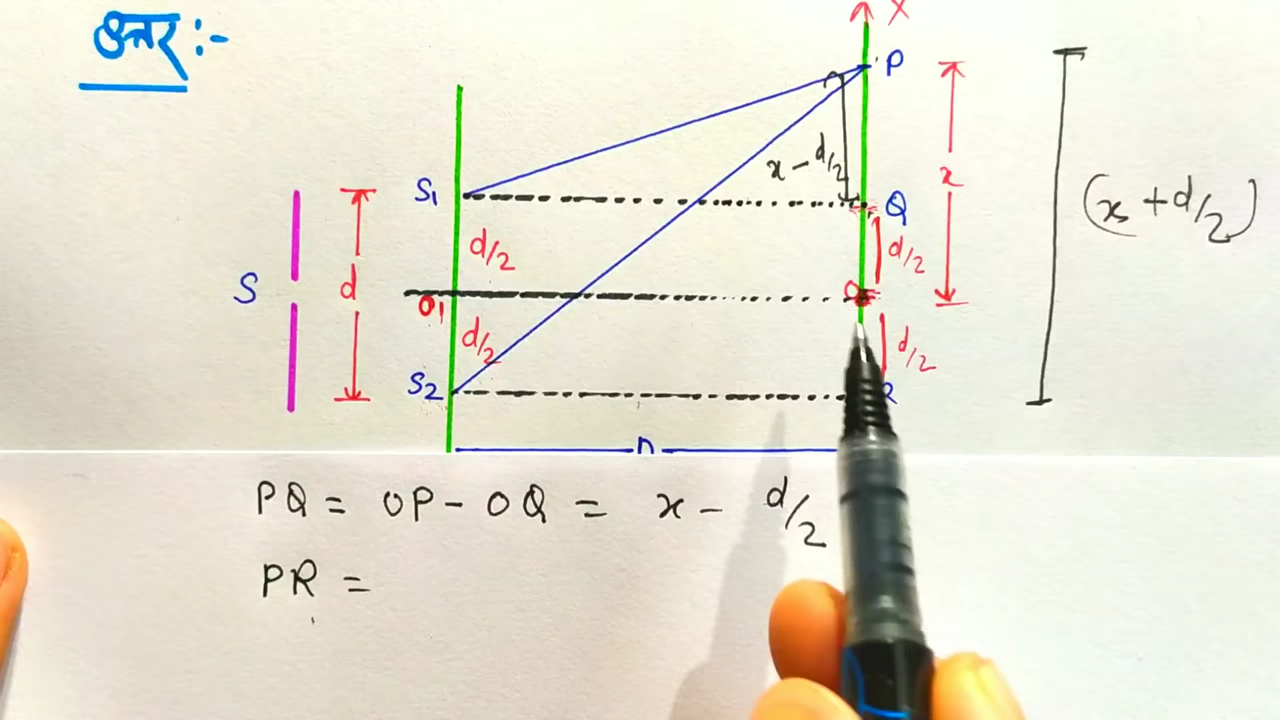 उत्तर :-
X
P
x - d/2
x
(x + d/2)
S1
Q
d/2
d/2
S
d
O1
O
d/2
d/2
S2
R
D
PQ = OP - OQ = x - d/2
PR =